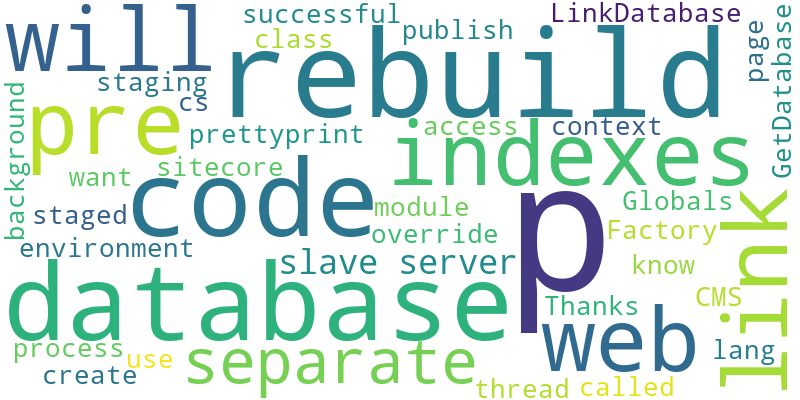 successful
LinkDatabase
will
class
publish
rebuild
page
GetDatabase
staging
cs
background
pre
prettyprint
access
context
indexes
want
sitecore
code
staged
module
Globals
p
link
override
Factory
environment
slave server
know
database
CMS
Thanks
web
process
use
separate
lang
create
thread
called